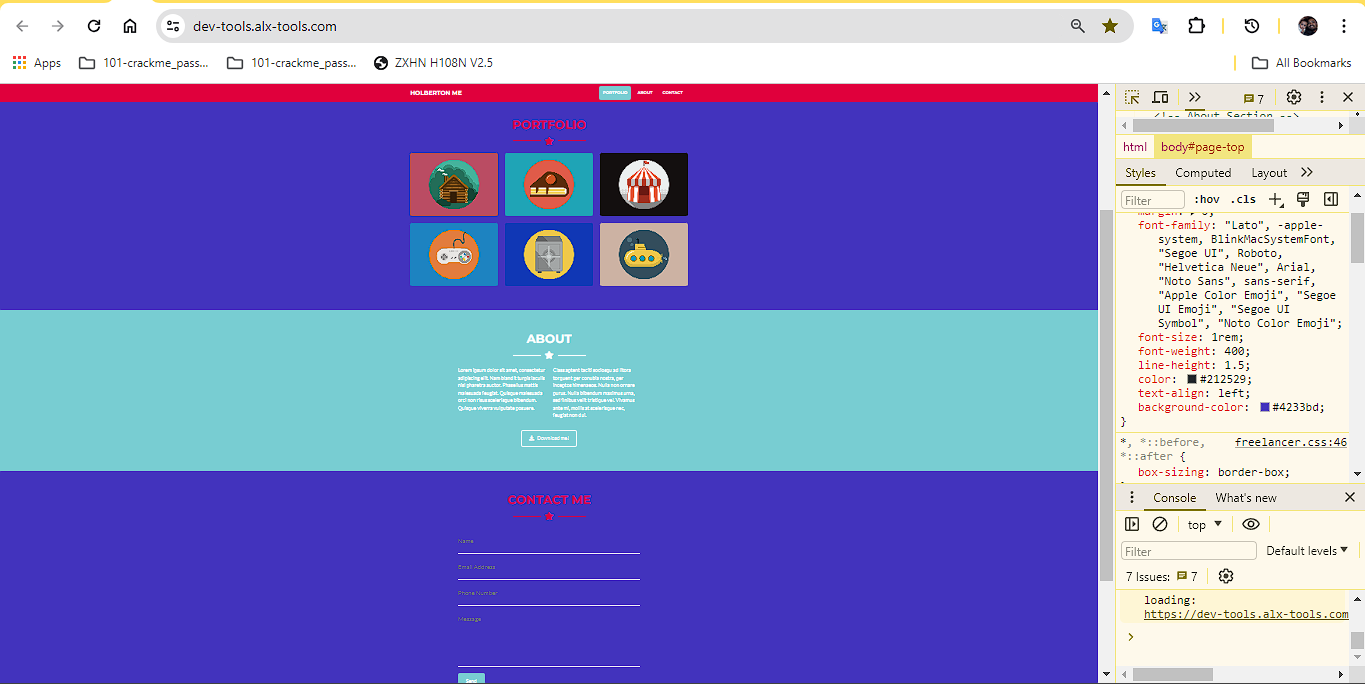 dev-tools.alx-tools.com
Apps
101-crackme_pass...
101-crackme_pass...
ZXHN H108N V2.5
All Bookmarks
HOLBERTON ME
PORTFOLIO
ABOUT
CONTACT
PORTFOLIO
ABOUT
Lorem ipsum dolor sit amet, consectetur
adipiscing elit. Nam blandit turpis iaculis
nisi pharetra auctor. Phasellus mattis
malesuada feugiat. Quisque malesuada
orci non risus scelerisque bibendum.
Quisque viverra vulputate posuere.
Class aptent taciti sociosqu ad litora
torquent per conubia nostra, per
inceptos himenaeos. Nulla non ornare
purus. Nulla bibendum maximus urna,
sed finibus velit tristique vel. Vivamus
ante mi, mollis at scelerisque nec,
feugiat non dui.
Download me!
CONTACT ME
Name
Email Address
Phone Number
Message
Send
7
<!-- About Section -->
html
body#page-top
Styles
Computed
Layout
Filter
:hov
.cls
margin: 0;
font-family: "Lato", -apple-
system, BlinkMacSystemFont,
"Segoe UI", Roboto,
"Helvetica Neue", Arial,
"Noto Sans", sans-serif,
"Apple Color Emoji", "Segoe
UI Emoji", "Segoe UI
Symbol", "Noto Color Emoji";
font-size: 1rem;
font-weight: 400;
line-height: 1.5;
color: #212529;
text-align: left;
background-color: #4233bd;
}
*, *::before, freelancer.css:46
*::after {
box-sizing: border-box;
Console
What's new
top
Filter
Default levels
7 Issues: 7
loading:
https://dev-tools.alx-tools.com